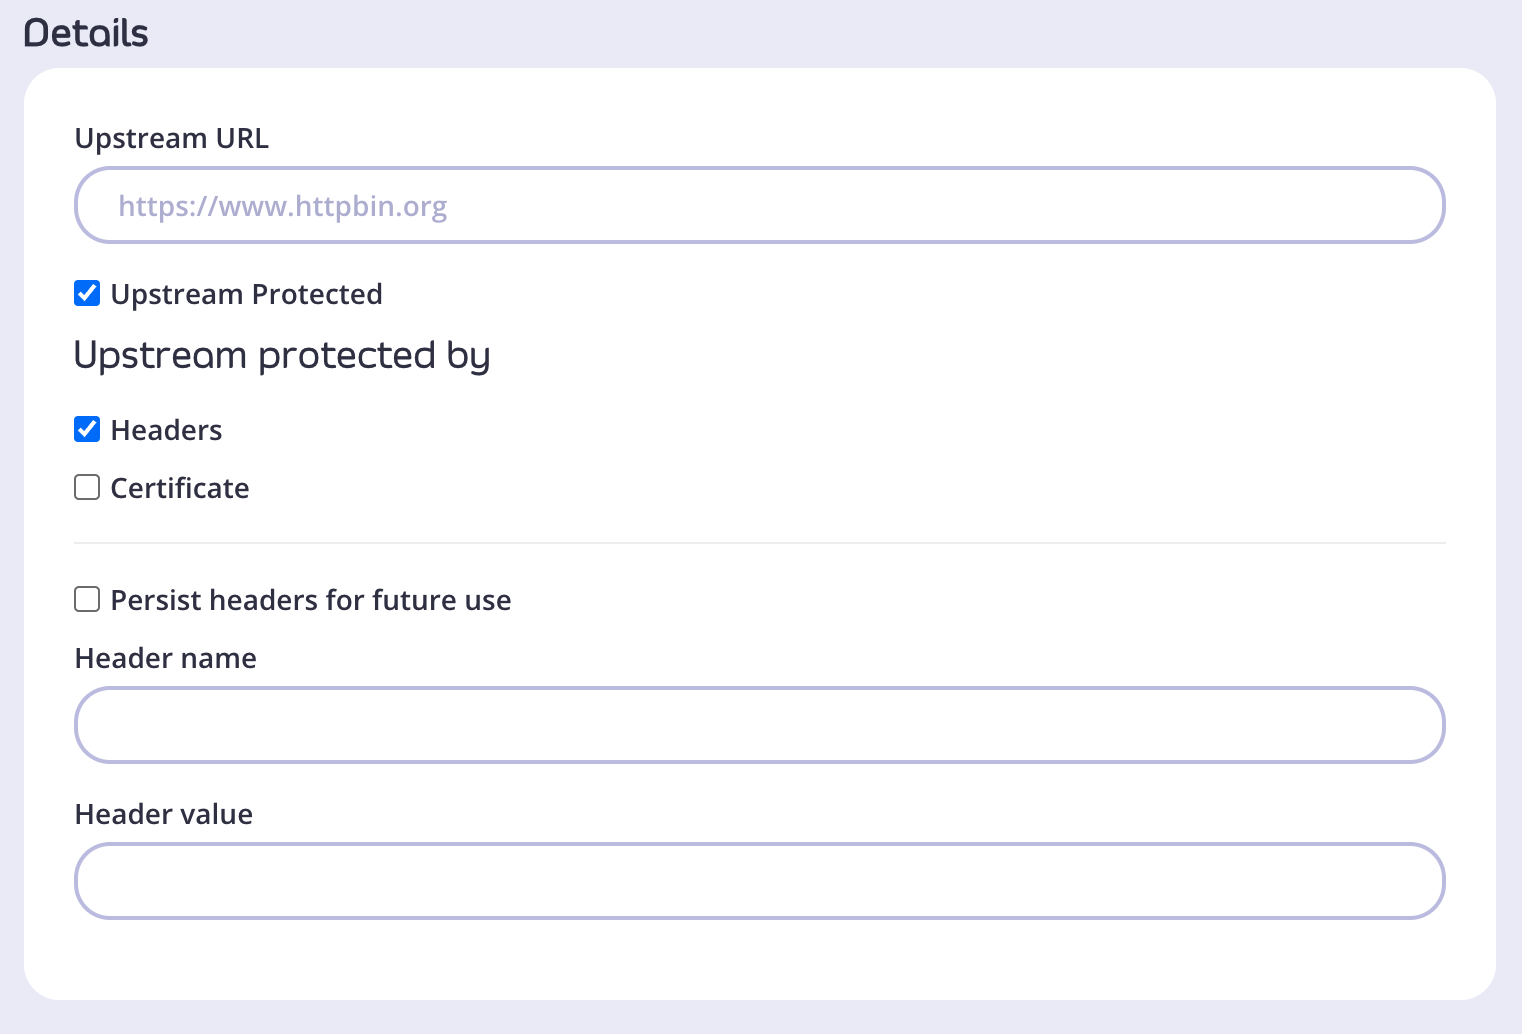 Details
Upstream URL
https://www.httpbin.org
Upstream Protected
Upstream protected by
Headers
Certificate
Persist headers for future use
Header name
Header value